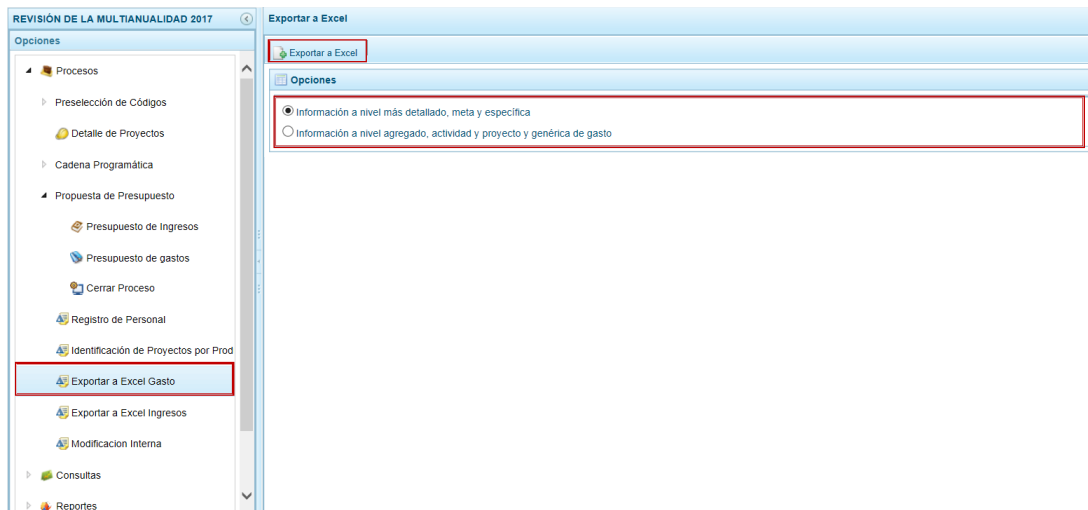 REVISIÓN DE LA MULTIANUALIDAD 2017
Opciones
Procesos
Preselección de Códigos
Detalle de Proyectos
Cadena Programática
Propuesta de Presupuesto
Presupuesto de Ingresos
Presupuesto de gastos
Cerrar Proceso
Registro de Personal
Identificación de Proyectos por Prod
Exportar a Excel Gasto
Exportar a Excel Ingresos
Modificacion Interna
Consultas
Reportes
Exportar a Excel
Exportar a Excel
Opciones
Información a nivel más detallado, meta y específica
Información a nivel agregado, actividad y proyecto y genérica de gasto